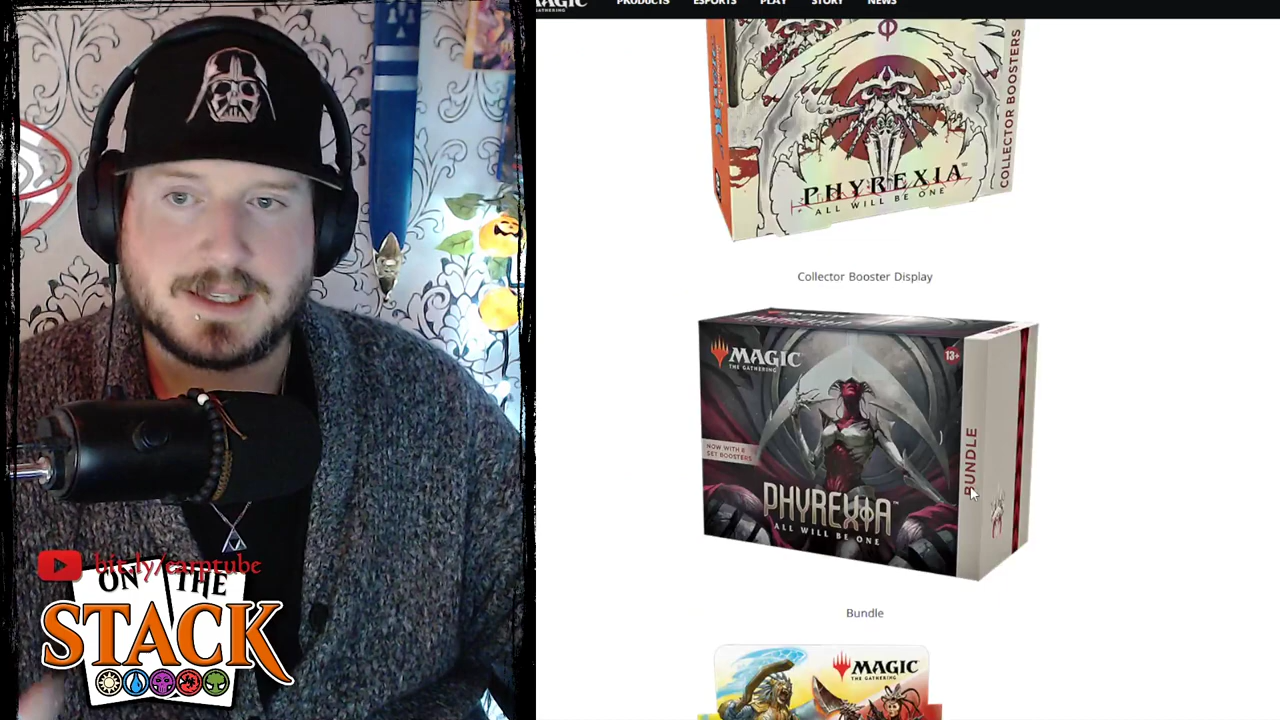 PRODUCTS ESPORTS PLAY STORY NEWS
COLLECTOR BOOSTERS
PHYREXIA
ALL WILL BE ONE
Collector Booster Display
MAGIC
THE GATHERING
13+
NOW WITH 8
SET BOOSTERS
BUNDLE
PHYREXIA
ALL WILL BE ONE
Bundle
MAGIC
THE GATHERING
bit.ly/earptube
ON THE
STACK